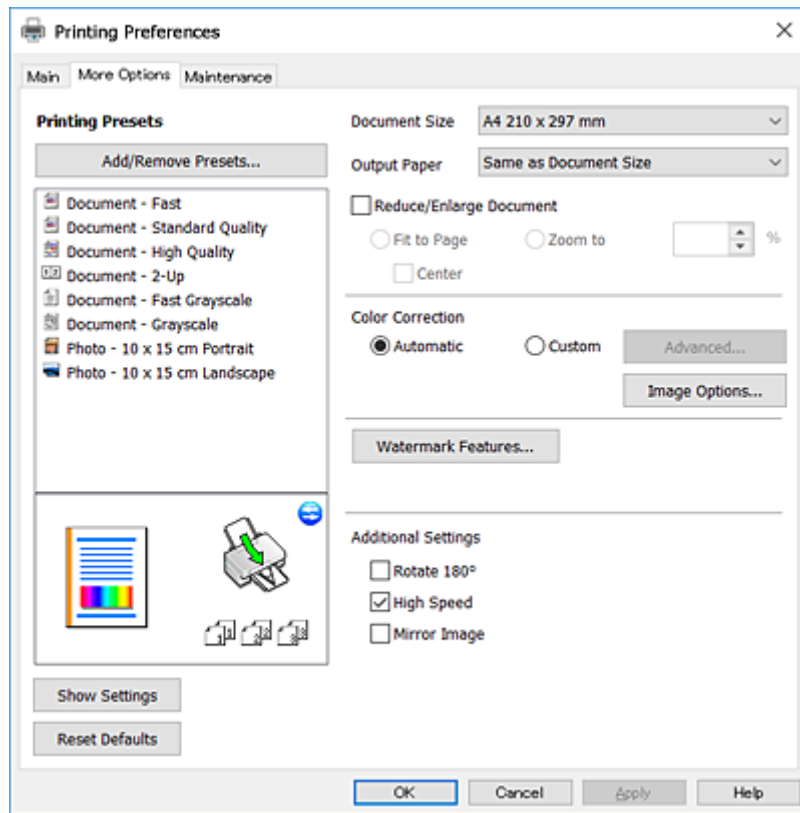 Printing Preferences
Main More Options Maintenance
Printing Presets
Add/Remove Presets...
Document - Fast
Document - Standard Quality
Document - High Quality
Document - 2-Up
Document - Fast Grayscale
Document - Grayscale
Photo - 10 x 15 cm Portrait
Photo - 10 x 15 cm Landscape
Show Settings
Reset Defaults
Document Size A4 210 x 297 mm
Output Paper Same as Document Size
Reduce/Enlarge Document
Fit to Page Zoom to %
Center
Color Correction
Automatic Custom Advanced...
Image Options...
Watermark Features...
Additional Settings
Rotate 180°
High Speed
Mirror Image
OK Cancel Apply Help